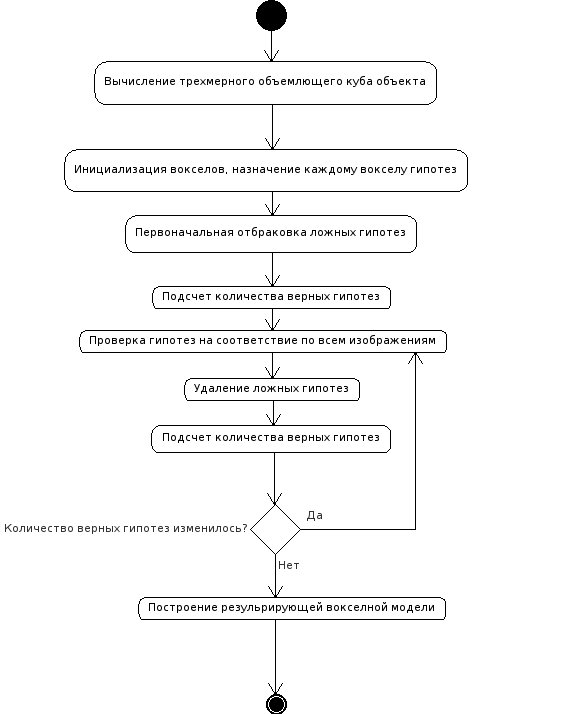 Вычисление трехмерного объемлющего куба объекта
Инициализация вокселов, назначение каждому вокселу гипотез
Первоначальная отбраковка ложных гипотез
Подсчет количества верных гипотез
Проверка гипотез на соответствие по всем изображениям
Удаление ложных гипотез
Подсчет количества верных гипотез
Да
Количество верных гипотез изменилось?
Нет
Построение резульрирующей вокселной модели